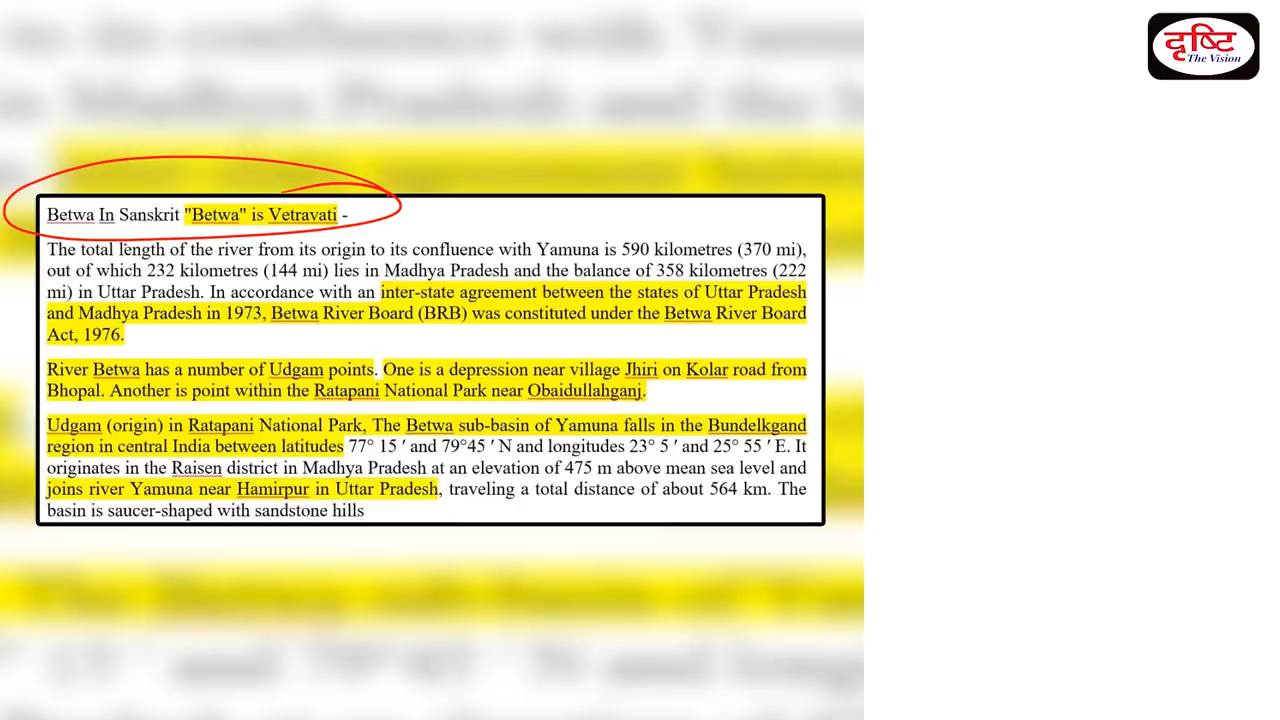 दृष्टि
The Vision
Betwa In Sanskrit "Betwa" is Vetravati -
The total length of the river from its origin to its confluence with Yamuna is 590 kilometres (370 mi),
out of which 232 kilometres (144 mi) lies in Madhya Pradesh and the balance of 358 kilometres (222
mi) in Uttar Pradesh. In accordance with an inter-state agreement between the states of Uttar Pradesh
and Madhya Pradesh in 1973, Betwa River Board (BRB) was constituted under the Betwa River Board
Act, 1976.
River Betwa has a number of Udgam points. One is a depression near village Jhiri on Kolar road from
Bhopal. Another is point within the Ratapani National Park near Obaidullahganj.
Udgam (origin) in Ratapani National Park, The Betwa sub-basin of Yamuna falls in the Bundelkgand
region in central India between latitudes 77° 15 ′ and 79°45 ′ N and longitudes 23° 5 ′ and 25° 55 ′ E. It
originates in the Raisen district in Madhya Pradesh at an elevation of 475 m above mean sea level and
joins river Yamuna near Hamirpur in Uttar Pradesh, traveling a total distance of about 564 km. The
basin is saucer-shaped with sandstone hills